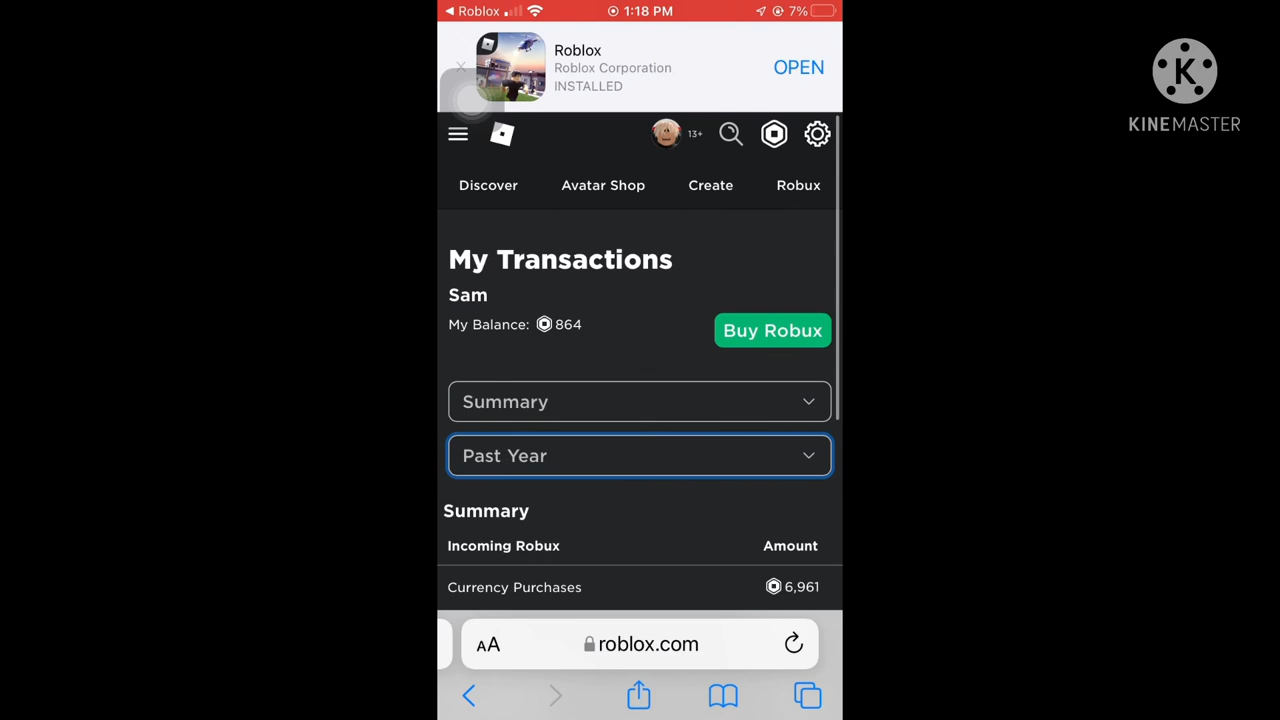 Roblox 1:18 PM 7%
Roblox
Roblox Corporation
INSTALLED
OPEN
KINEMASTER
13+
Discover Avatar Shop Create Robux
My Transactions
Sam
My Balance: 864
Buy Robux
Summary
Past Year
Summary
Incoming Robux Amount
Currency Purchases 6,961
AA roblox.com